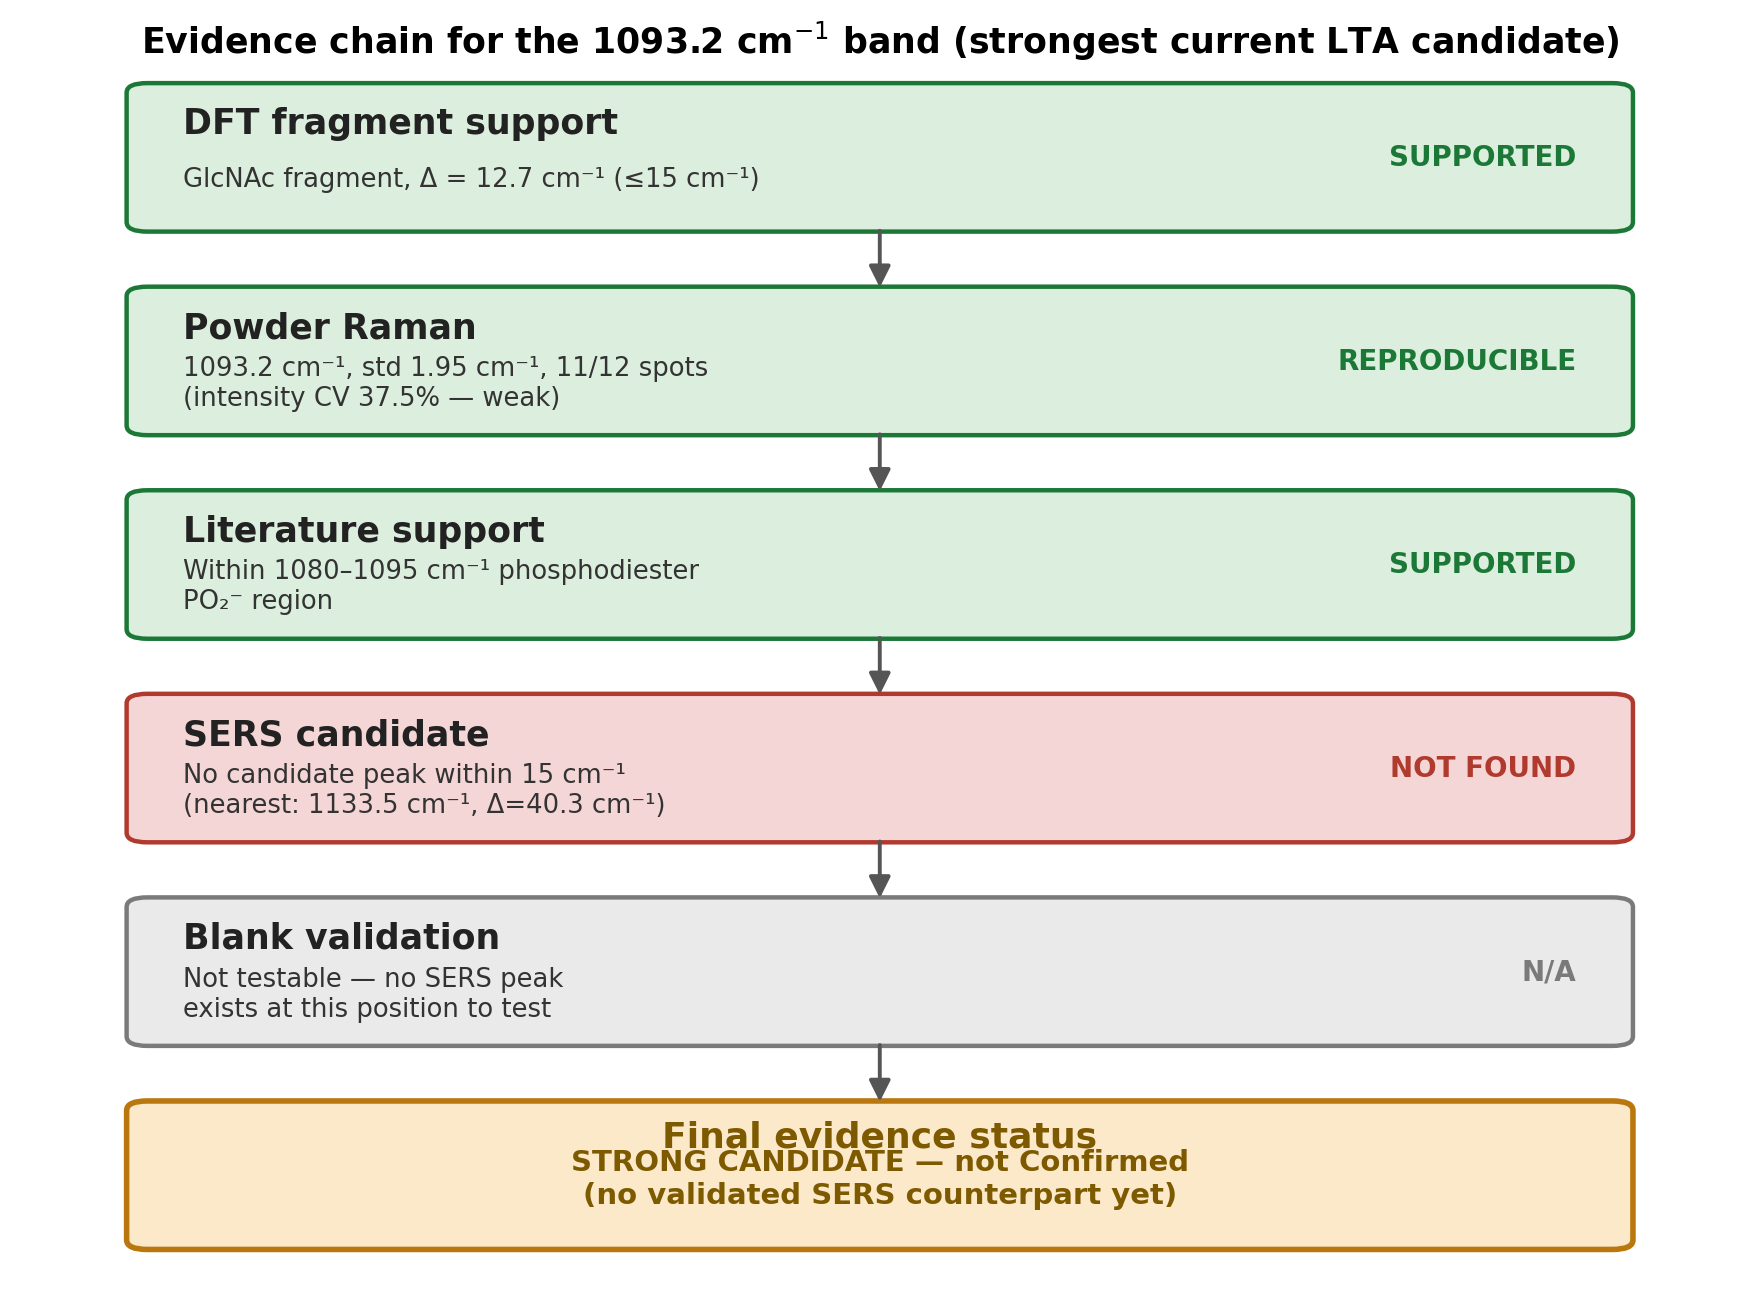 Evidence chain for the 1093.2 cm⁻¹ band (strongest current LTA candidate)
DFT fragment support
SUPPORTED
GlcNAc fragment, Δ = 12.7 cm⁻¹ (≤15 cm⁻¹)
Powder Raman
1093.2 cm⁻¹, std 1.95 cm⁻¹, 11/12 spots
REPRODUCIBLE
(intensity CV 37.5% — weak)
Literature support
Within 1080–1095 cm⁻¹ phosphodiester
SUPPORTED
PO₂⁻ region
SERS candidate
No candidate peak within 15 cm⁻¹
NOT FOUND
(nearest: 1133.5 cm⁻¹, Δ=40.3 cm⁻¹)
Blank validation
Not testable — no SERS peak
N/A
exists at this position to test
Final evidence status
STRONG CANDIDATE — not Confirmed
(no validated SERS counterpart yet)